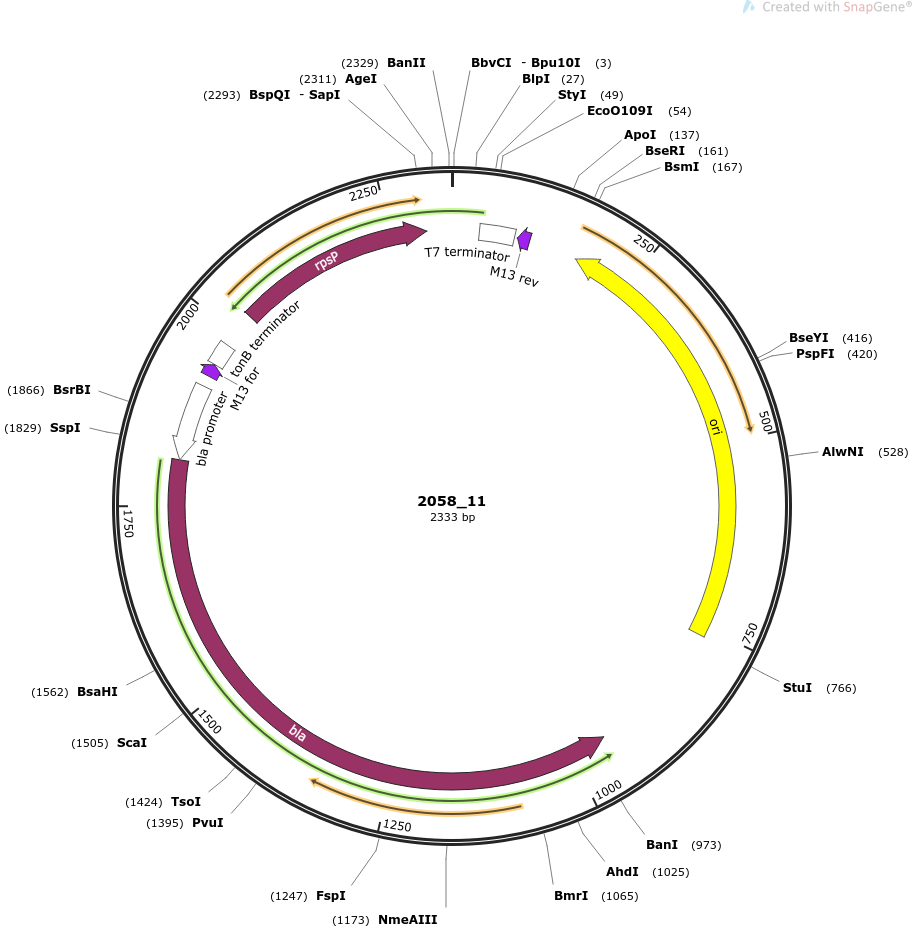 Created with SnapGene®
(2329) BanII
BbvCI - Bpu10I (3)
(2311) AgeI
BlpI (27)
(2293) BspQI - SapI
StyI (49)
EcoO109I (54)
ApoI (137)
BseRI (161)
BsmI (167)
2250
250
rpsP
T7 terminator
M13 rev
2000
tonB terminator
BseYI (416)
PspFI (420)
M13 for
(1866) BsrBI
bla promoter
ori
500
(1829) SspI
AlwNI (528)
2058_11
2333 bp
1750
750
(1562) BsaHI
StuI (766)
1500
bla
(1505) ScaI
1000
(1424) TsoI
(1395) PvuI
1250
BanI (973)
AhdI (1025)
(1247) FspI
BmrI (1065)
(1173) NmeAIII